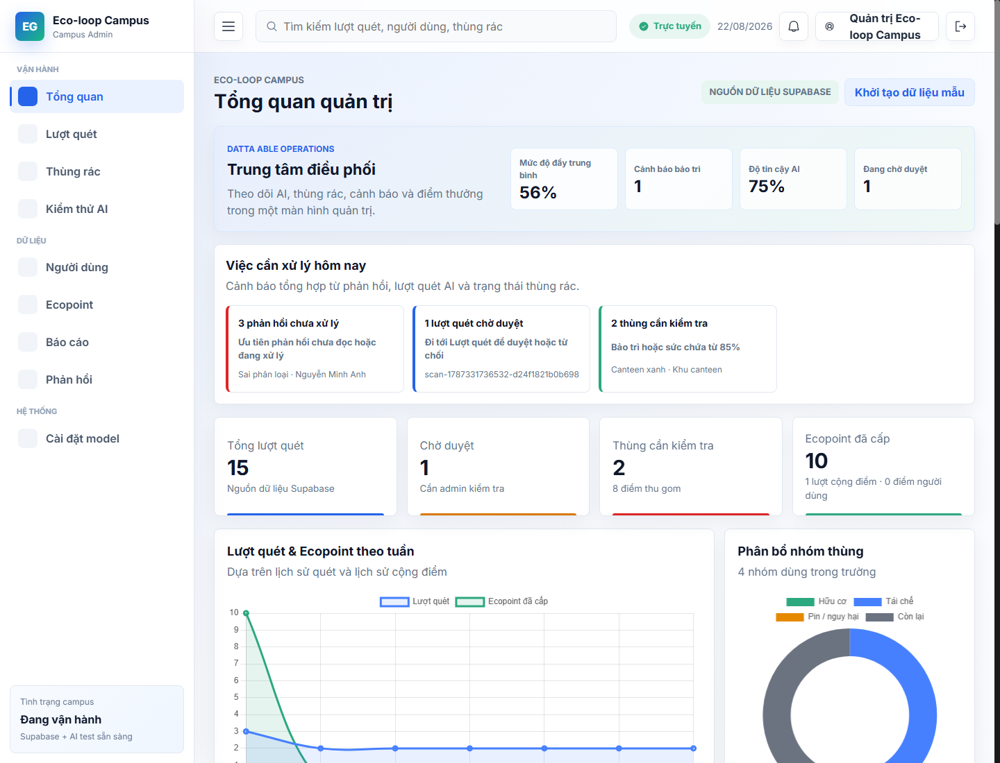 EG
Eco-loop Campus
Campus Admin
Tìm kiếm lượt quét, người dùng, thùng rác
Trực tuyến
22/08/2026
Quản trị Eco-
loop Campus
VẬN HÀNH
Tổng quan
Lượt quét
Thùng rác
Kiểm thử AI
DỮ LIỆU
Người dùng
Ecopoint
Báo cáo
Phản hồi
HỆ THỐNG
Cài đặt model
Tình trạng campus
Đang vận hành
Supabase + AI test sẵn sàng
ECO-LOOP CAMPUS
Tổng quan quản trị
NGUỒN DỮ LIỆU SUPABASE
Khởi tạo dữ liệu mẫu
DATTA ABLE OPERATIONS
Trung tâm điều phối
Theo dõi AI, thùng rác, cảnh báo và điểm thưởng
trong một màn hình quản trị.
Mức độ đầy trung
bình
56%
Cảnh báo bảo trì
1
Độ tin cậy AI
75%
Đang chờ duyệt
1
Việc cần xử lý hôm nay
Cảnh báo tổng hợp từ phản hồi, lượt quét AI và trạng thái thùng rác.
3 phản hồi chưa xử lý
Ưu tiên phản hồi chưa đọc hoặc
đang xử lý
Sai phân loại · Nguyễn Minh Anh
1 lượt quét chờ duyệt
Đi tới Lượt quét để duyệt hoặc từ
chối
scan-1787331736532-d24f1821b0b698
2 thùng cần kiểm tra
Bảo trì hoặc sức chứa từ 85%
Canteen xanh · Khu canteen
Tổng lượt quét
15
Nguồn dữ liệu Supabase
Chờ duyệt
1
Cần admin kiểm tra
Thùng cần kiểm tra
2
8 điểm thu gom
Ecopoint đã cấp
10
1 lượt cộng điểm · 0 điểm người
dùng
Lượt quét & Ecopoint theo tuần
Dựa trên lịch sử quét và lịch sử cộng điểm
Lượt quét
Ecopoint đã cấp
10
9
8
7
6
5
4
3
2
Phân bổ nhóm thùng
4 nhóm dùng trong trường
Hữu cơ
Tái chế
Pin / nguy hại
Còn lại